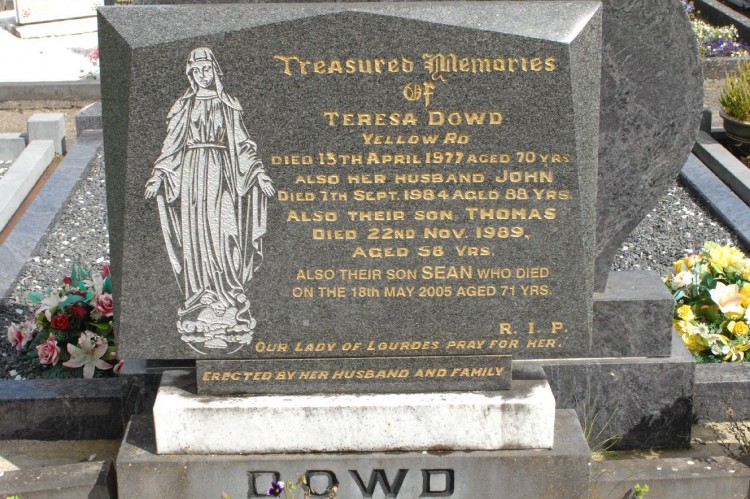 Treasured Memories
Of
TERESA DOWD
YELLOW RD
DIED 13TH APRIL 1977 AGED 70 YRS
ALSO HER HUSBAND JOHN
DIED 7TH SEPT. 1984 AGED 88 YRS.
ALSO THEIR SON THOMAS
DIED 22ND NOV. 1989,
AGED 58 YRS.
ALSO THEIR SON SEAN WHO DIED
ON THE 18th MAY 2005 AGED 71 YRS.
R. I. P.
OUR LADY OF LOURDES PRAY FOR HER.
ERECTED BY HER HUSBAND AND FAMILY
DOWD